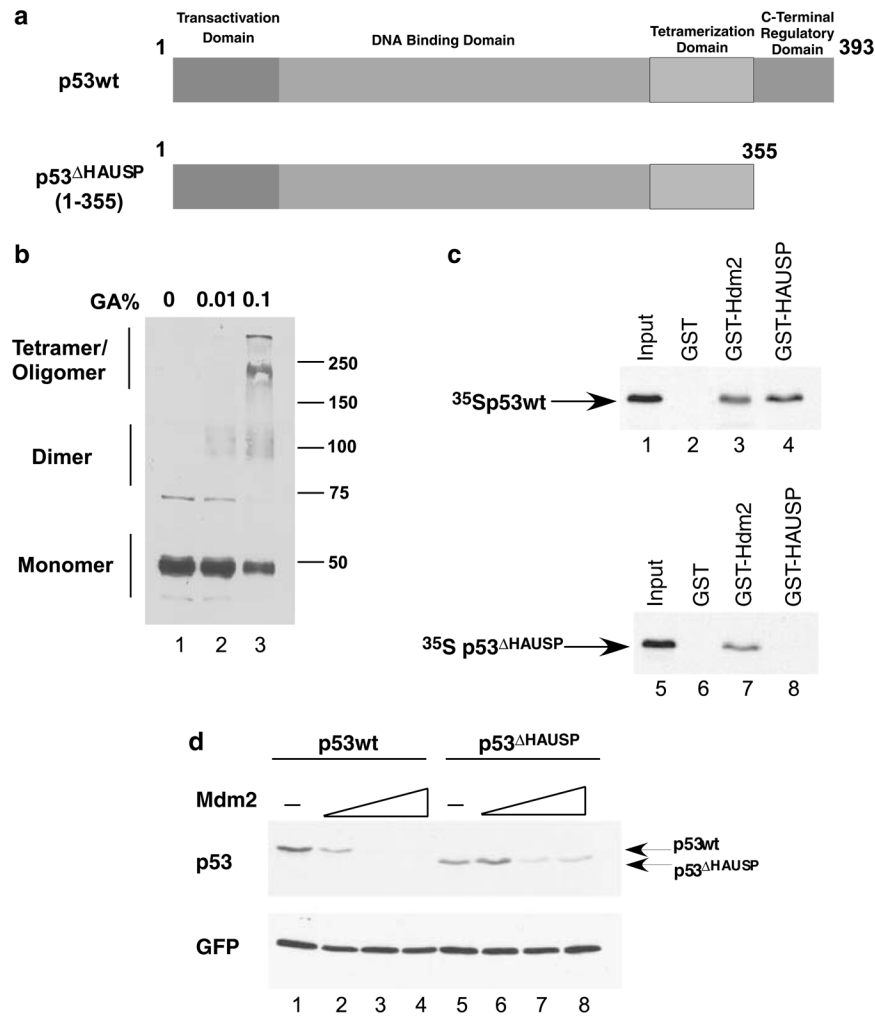 a
Transactivation
Domain
DNA Binding Domain
Tetramerization
Domain
C-Terminal
Regulatory
Domain
1
393
p53wt
1
355
p53ΔHAUSP
(1-355)
b
GA% 0 0.01 0.1
Tetramer/
Oligomer
250
150
Dimer
100
75
Monomer
50
1 2 3
c
Input
GST
GST-Hdm2
GST-HAUSP
35Sp53wt
1 2 3 4
Input
GST
GST-Hdm2
GST-HAUSP
35S p53ΔHAUSP
5 6 7 8
d
p53wt p53ΔHAUSP
Mdm2 – –
p53
p53wt
p53ΔHAUSP
GFP
1 2 3 4 5 6 7 8